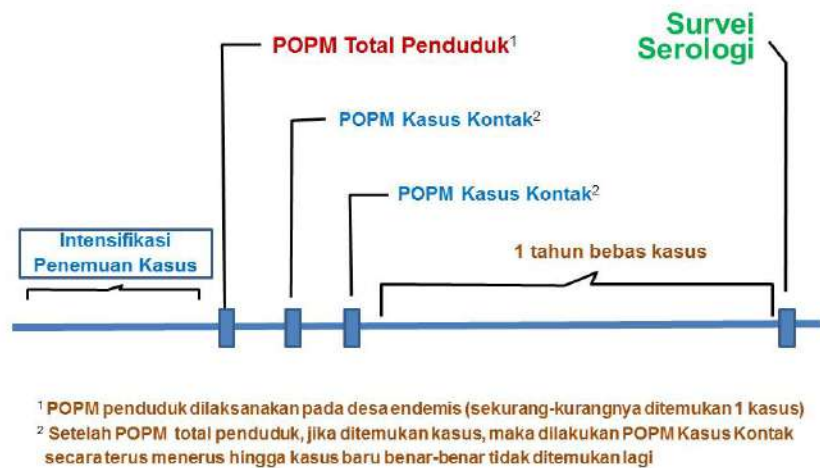 Survei
Serologi
POPM Total Penduduk¹
POPM Kasus Kontak²
POPM Kasus Kontak²
Intensifikasi
Penemuan Kasus
1 tahun bebas kasus
¹ POPM penduduk dilaksanakan pada desa endemis (sekurang-kurangnya ditemukan 1 kasus)
² Setelah POPM total penduduk, jika ditemukan kasus, maka dilakukan POPM Kasus Kontak
secara terus menerus hingga kasus baru benar-benar tidak ditemukan lagi